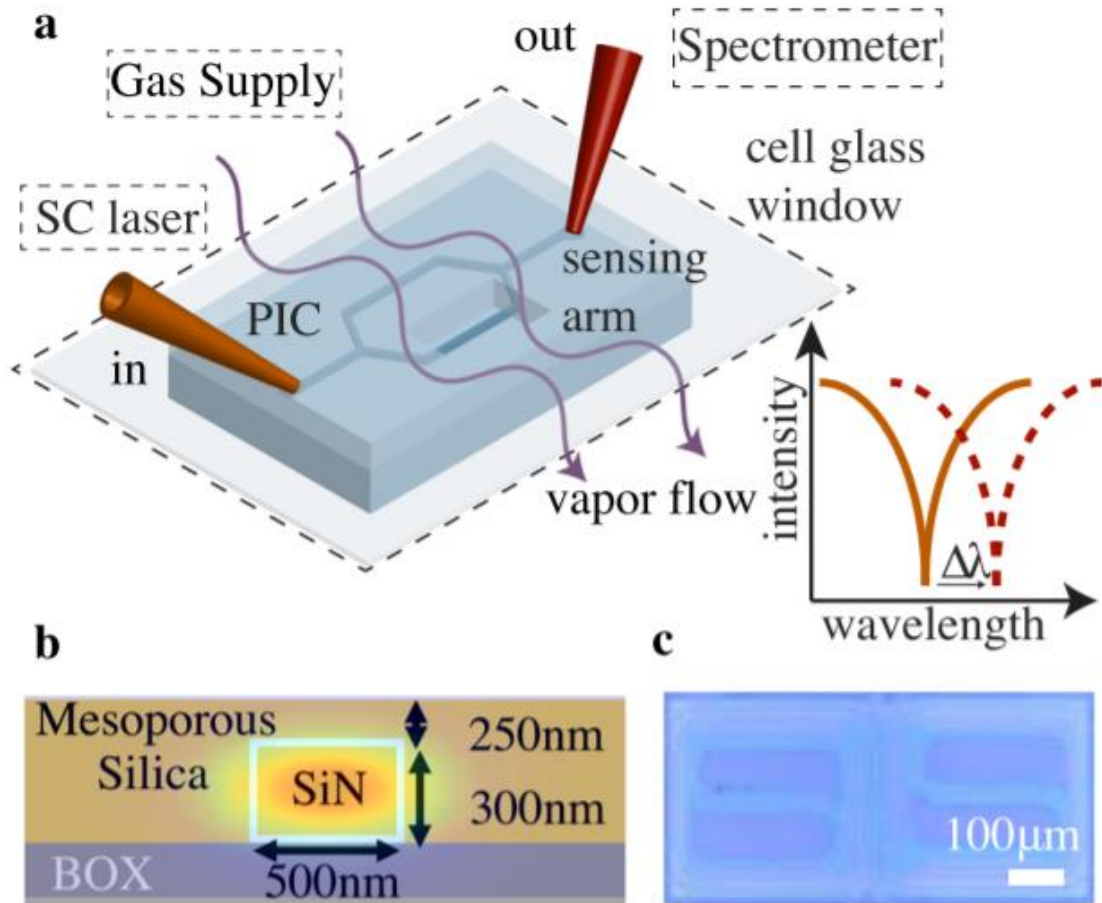 a
out
Spectrometer
Gas Supply
cell glass
window
SC laser
sensing
arm
PIC
in
vapor flow
intensity
Δλ
wavelength
b
Mesoporous
Silica
250nm
SiN
300nm
BOX
500nm
c
100μm